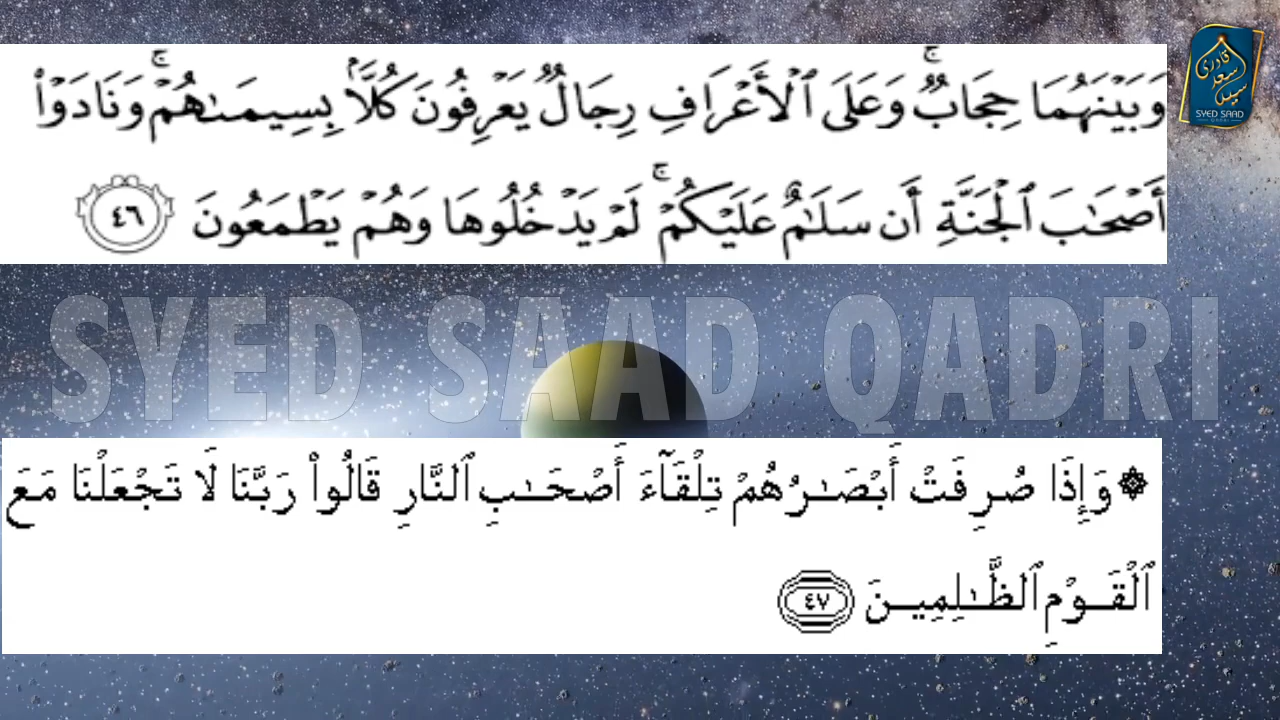 وَبَيْنَهُمَا حِجَابٌۚ وَعَلَى ٱلْأَعْرَافِ رِجَالٌ يَعْرِفُونَ كُلًّۢا بِسِيمَىٰهُمْۚ وَنَادَوْا۟
أَصْحَـٰبَ ٱلْجَنَّةِ أَن سَلَـٰمٌ عَلَيْكُمْۚ لَمْ يَدْخُلُوهَا وَهُمْ يَطْمَعُونَ ٤٦
SYED SAAD QADRI
۞ وَإِذَا صُرِفَتْ أَبْصَـٰرُهُمْ تِلْقَآءَ أَصْحَـٰبِ ٱلنَّارِ قَالُوا۟ رَبَّنَا لَا تَجْعَلْنَا مَعَ
ٱلْقَوْمِ ٱلظَّـٰلِمِينَ ٤٧
SYED SAAD
QADRI